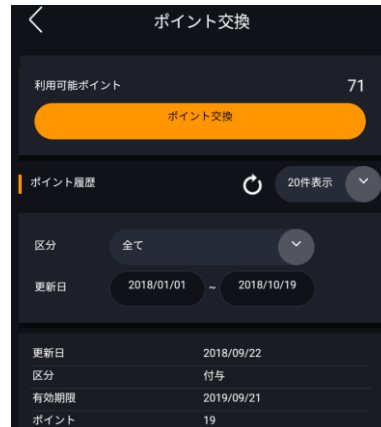 ポイント交換
利用可能ポイント 71
ポイント交換
ポイント履歴 20件表示
区分 全て
更新日 2018/01/01 ~ 2018/10/19
更新日 2018/09/22
区分 付与
有効期限 2019/09/21
ポイント 19